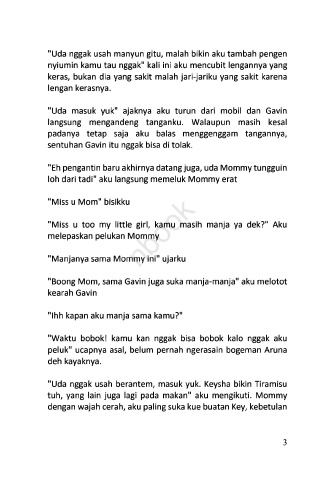 "Uda nggak usah manyun gitu, malah bikin aku tambah pengen
nyiumin kamu tau nggak" kali ini aku mencubit lengannya yang
keras, bukan dia yang sakit malah jari-jariku yang sakit karena
lengan kerasnya.
"Uda masuk yuk" ajaknya aku turun dari mobil dan Gavin
langsung mengandeng tanganku. Walaupun masih kesal
padanya tetap saja aku balas menggenggam tangannya,
sentuhan Gavin itu nggak bisa di tolak.
"Eh pengantin baru akhirnya datang juga, uda Mommy tungguin
loh dari tadi" aku langsung memeluk Mommy erat
"Miss u Mom" bisikku
"Miss u too my little girl, kamu masih manja ya dek?" Aku
melepaskan pelukan Mommy
"Manjanya sama Mommy ini" ujarku
"Boong Mom, sama Gavin juga suka manja-manja" aku melotot
kearah Gavin
"Ihh kapan aku manja sama kamu?"
"Waktu bobok! kamu kan nggak bisa bobok kalo nggak aku
peluk" ucapnya asal, belum pernah ngerasain bogeman Aruna
deh kayaknya.
"Uda nggak usah berantem, masuk yuk. Keysha bikin Tiramisu
tuh, yang lain juga lagi pada makan" aku mengikuti. Mommy
dengan wajah cerah, aku paling suka kue buatan Key, kebetulan
3